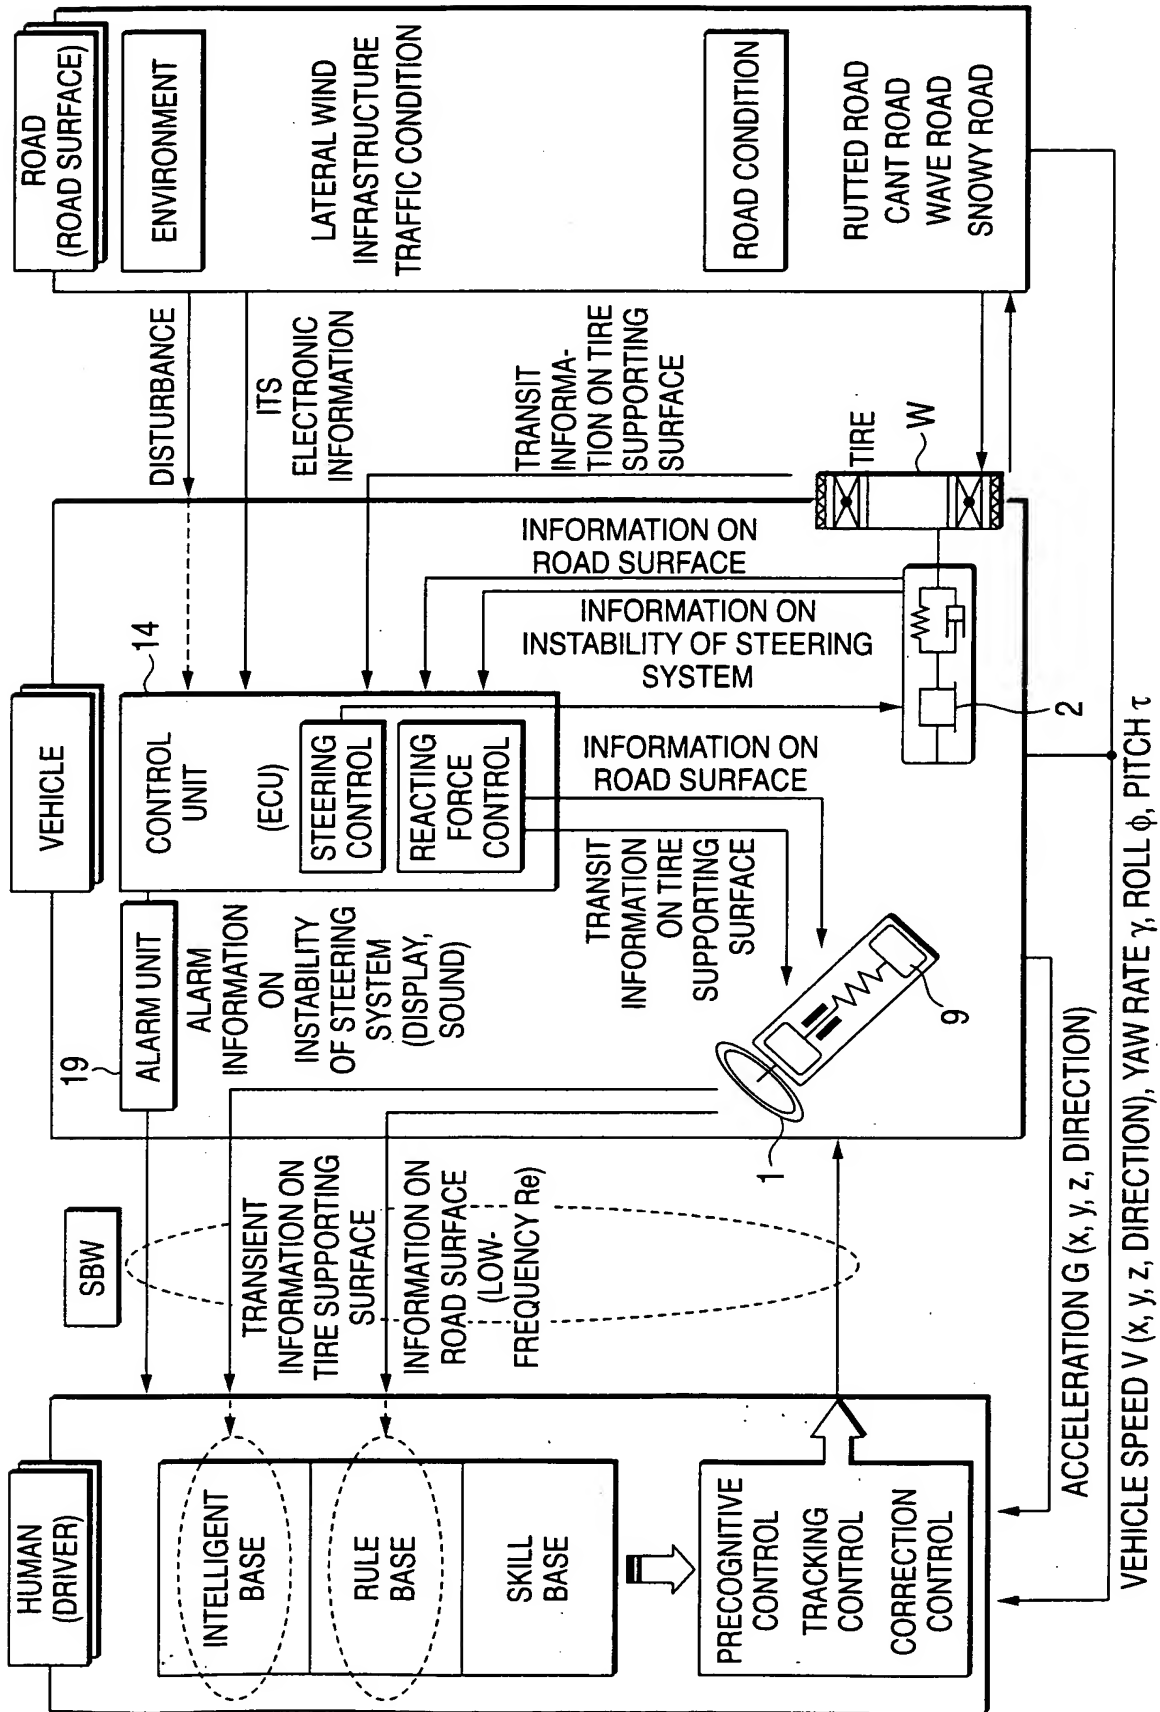 HUMAN
(DRIVER)
INTELLIGENT
BASE
RULE
BASE
SKILL
BASE
PRECOGNITIVE
CONTROL
TRACKING
CONTROL
CORRECTION
CONTROL
SBW
TRANSIENT
INFORMATION ON
TIRE SUPPORTING
SURFACE
INFORMATION ON
ROAD SURFACE
(LOW-
FREQUENCY Re)
VEHICLE
19
ALARM UNIT
ALARM
INFORMATION
ON
INSTABILITY
OF STEERING
SYSTEM
(DISPLAY,
SOUND)
14
CONTROL
UNIT
(ECU)
STEERING
CONTROL
REACTING
FORCE
CONTROL
TRANSIT
INFORMATION
ON TIRE
SUPPORTING
SURFACE
INFORMATION ON
ROAD SURFACE
1
9
INFORMATION ON
ROAD SURFACE
INFORMATION ON
INSTABILITY OF STEERING
SYSTEM
2
TIRE
W
DISTURBANCE
ITS
ELECTRONIC
INFORMATION
TRANSIT
INFORMA-
TION ON TIRE
SUPPORTING
SURFACE
ROAD
(ROAD SURFACE)
ENVIRONMENT
LATERAL WIND
INFRASTRUCTURE
TRAFFIC CONDITION
ROAD CONDITION
RUTTED ROAD
CANT ROAD
WAVE ROAD
SNOWY ROAD
ACCELERATION G (x, y, z, DIRECTION)
VEHICLE SPEED V (x, y, z, DIRECTION), YAW RATE γ, ROLL ϕ, PITCH τ